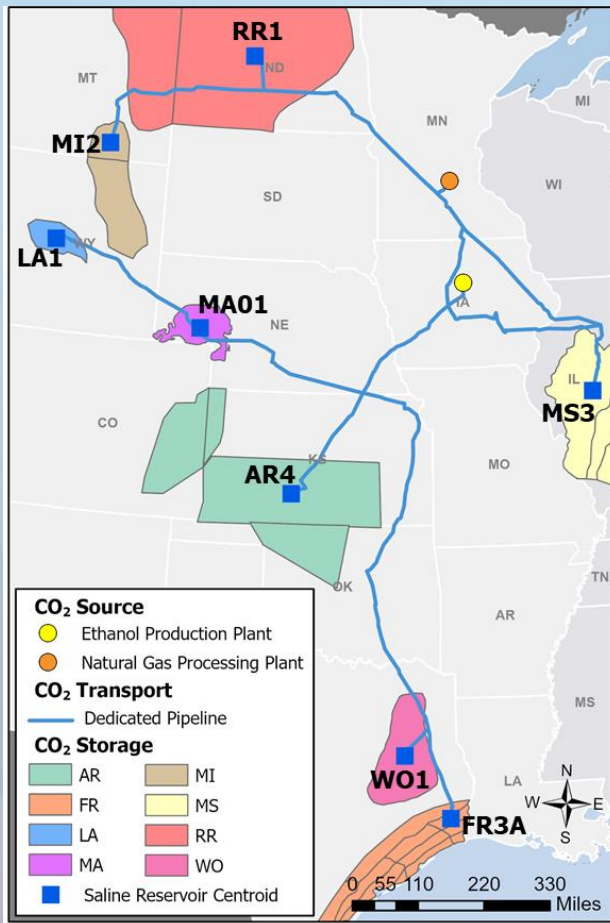 RR1
MT
ND
MN
MI
MI2
WI
SD
LA1
WY
IA
MA01
NE
IL
MS3
CO
KS
AR4
MO
TN
OK
AR
MS
WO1
LA
FR3A
CO₂ Source
Ethanol Production Plant
Natural Gas Processing Plant
CO₂ Transport
Dedicated Pipeline
CO₂ Storage
AR MI
FR MS
LA RR
MA WO
Saline Reservoir Centroid
N
W E
S
0 55 110 220 330
Miles